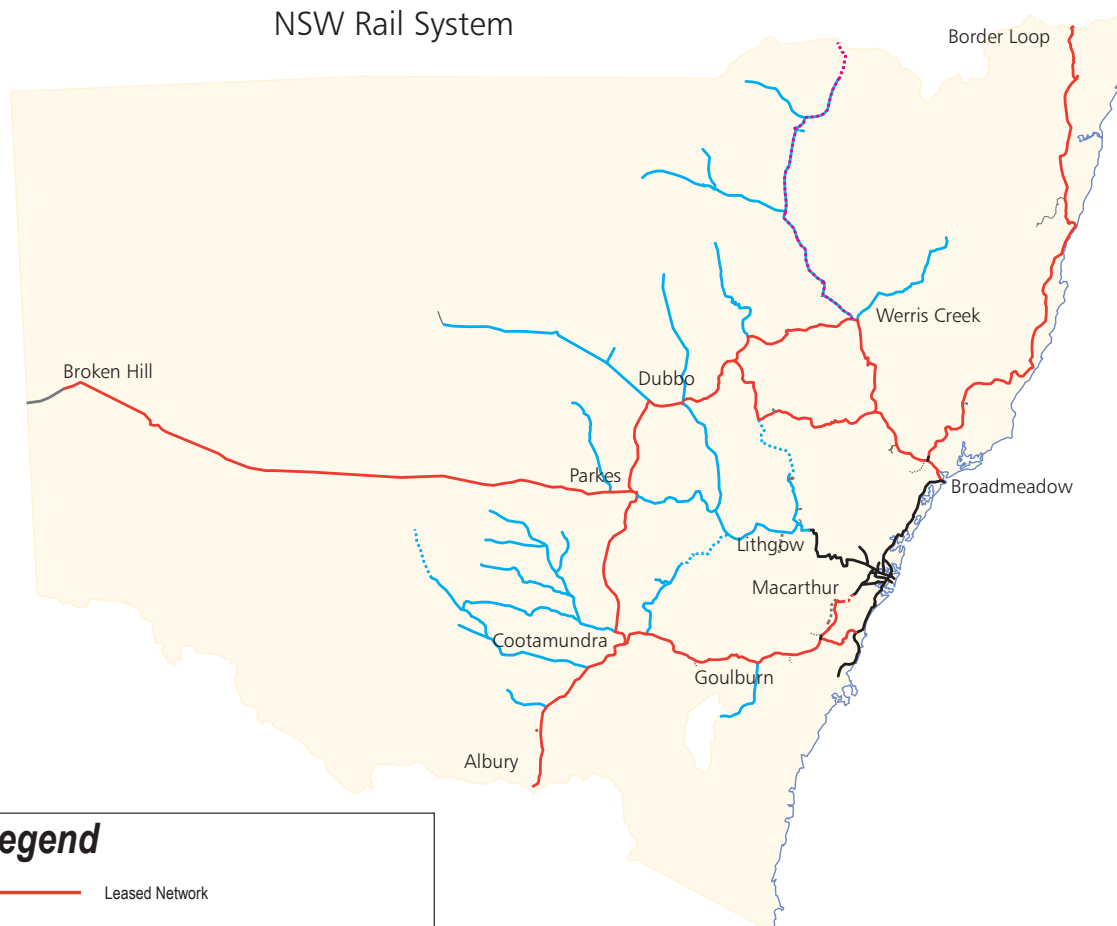 NSW Rail System
Border Loop
Werris Creek
Broken Hill
Dubbo
Parkes
Broadmeadow
Lithgow
Macarthur
Cootamundra
Goulburn
Albury
egend
Leased Network